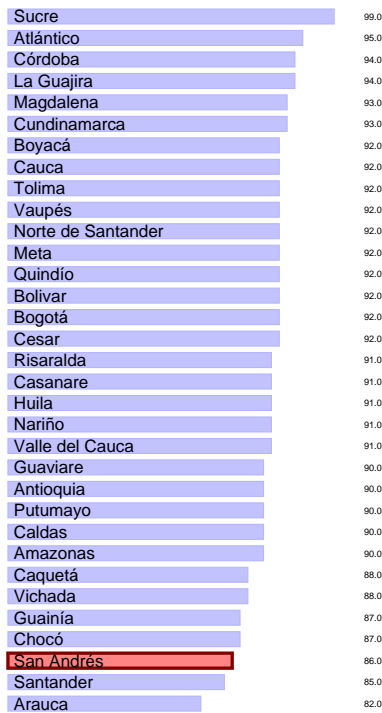 Sucre 99.0
Atlántico 95.0
Córdoba 94.0
La Guajira 94.0
Magdalena 93.0
Cundinamarca 93.0
Boyacá 92.0
Cauca 92.0
Tolima 92.0
Vaupés 92.0
Norte de Santander 92.0
Meta 92.0
Quindío 92.0
Bolivar 92.0
Bogotá 92.0
Cesar 92.0
Risaralda 91.0
Casanare 91.0
Huila 91.0
Nariño 91.0
Valle del Cauca 91.0
Guaviare 90.0
Antioquia 90.0
Putumayo 90.0
Caldas 90.0
Amazonas 90.0
Caquetá 88.0
Vichada 88.0
Guainía 87.0
Chocó 87.0
San Andrés 86.0
Santander 85.0
Arauca 82.0